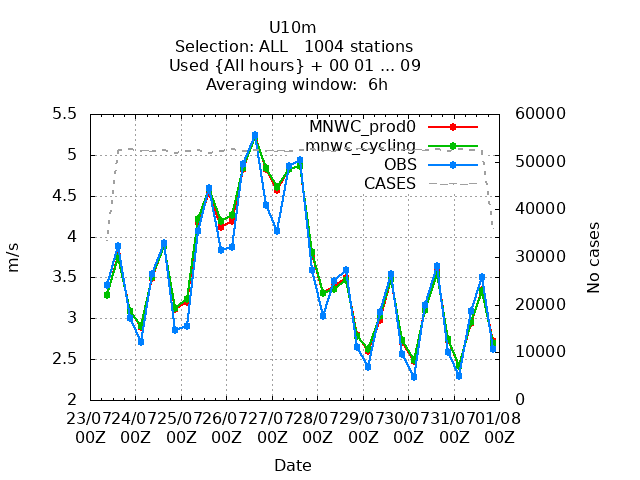 U10m
Selection: ALL   1004 stations
Used {All hours} + 00 01 ... 09
Averaging window:  6h
5.5
5
4.5
4
3.5
3
2.5
2
m/s
MNWC_prod0
mnwc_cycling
OBS
CASES
60000
50000
40000
30000
20000
10000
0
No cases
23/07 24/07 25/07 26/07 27/07 28/07 29/07 30/07 31/07 01/08
00Z 00Z 00Z 00Z 00Z 00Z 00Z 00Z 00Z 00Z
Date